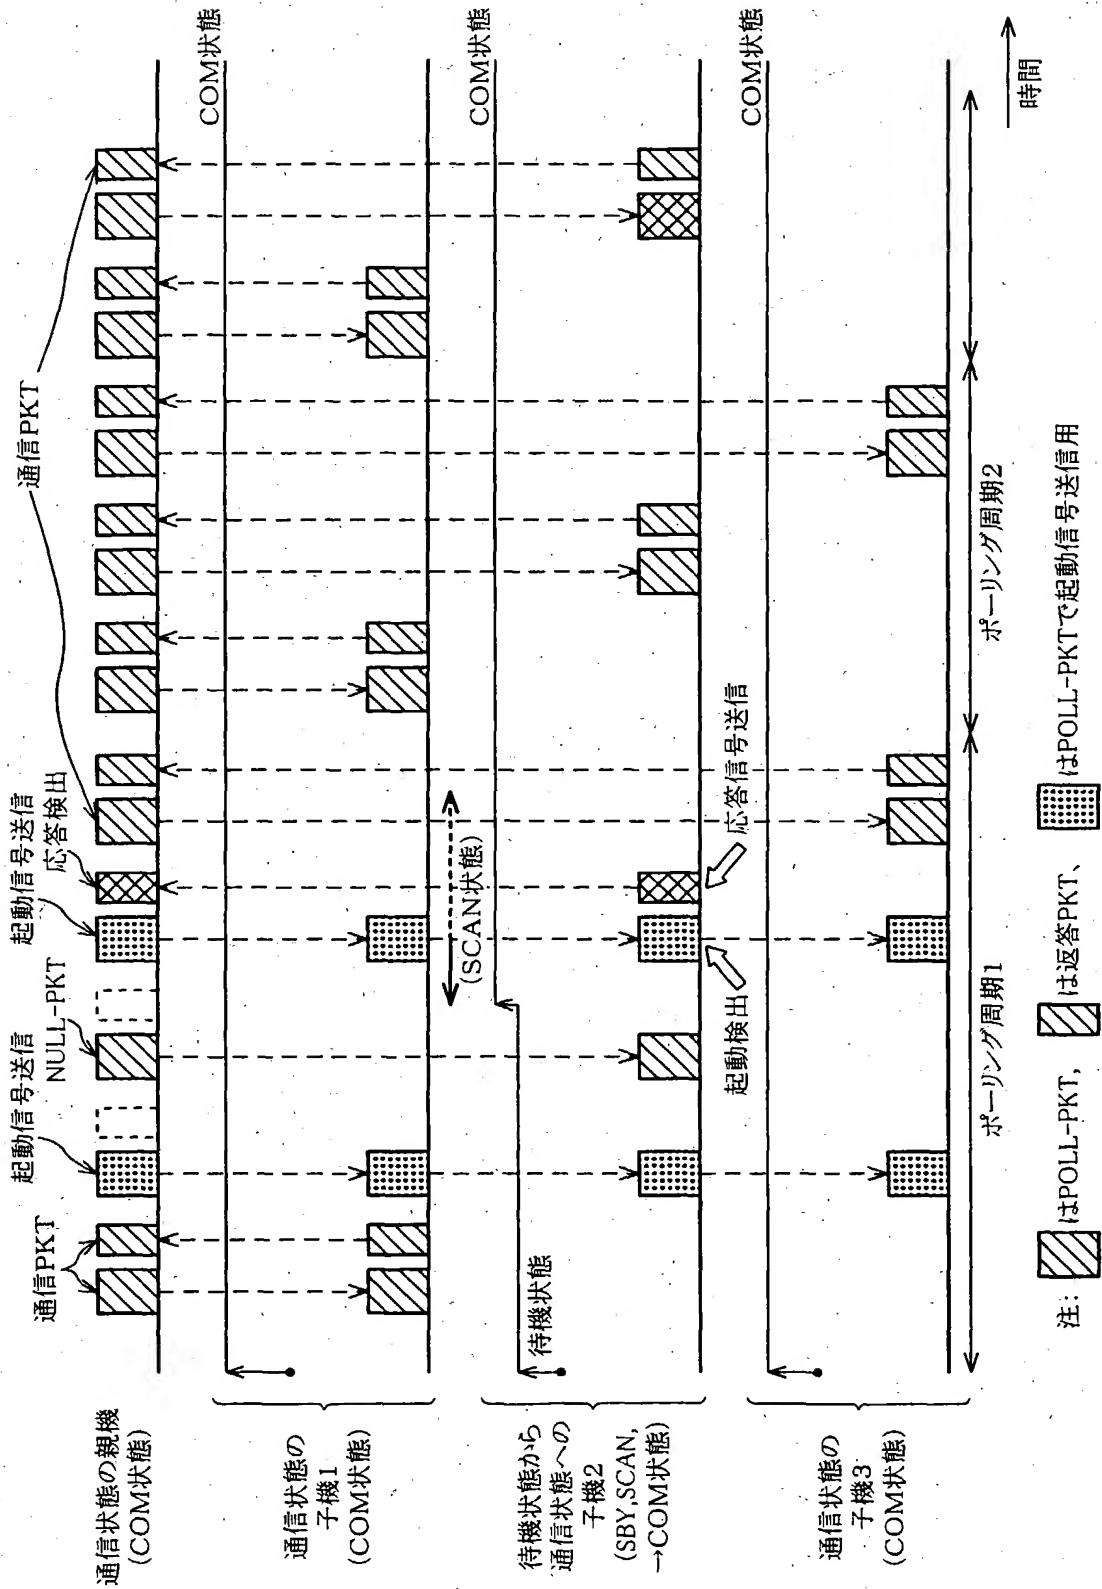 通信状態の親機
(COM状態)
通信PKT
起動信号送信
NULL-PKT
起動信号送信
応答検出
通信PKT
通信状態の
子機1
(COM状態)
COM状態
(SCAN状態)
待機状態から
通信状態への
子機2
(SBY,SCAN,
→COM状態)
待機状態
COM状態
起動検出
応答信号送信
通信状態の
子機3
(COM状態)
COM状態
ポーリング周期1
ポーリング周期2
時間
注: はPOLL-PKT、 は返答PKT、 はPOLL-PKTで起動信号送信用